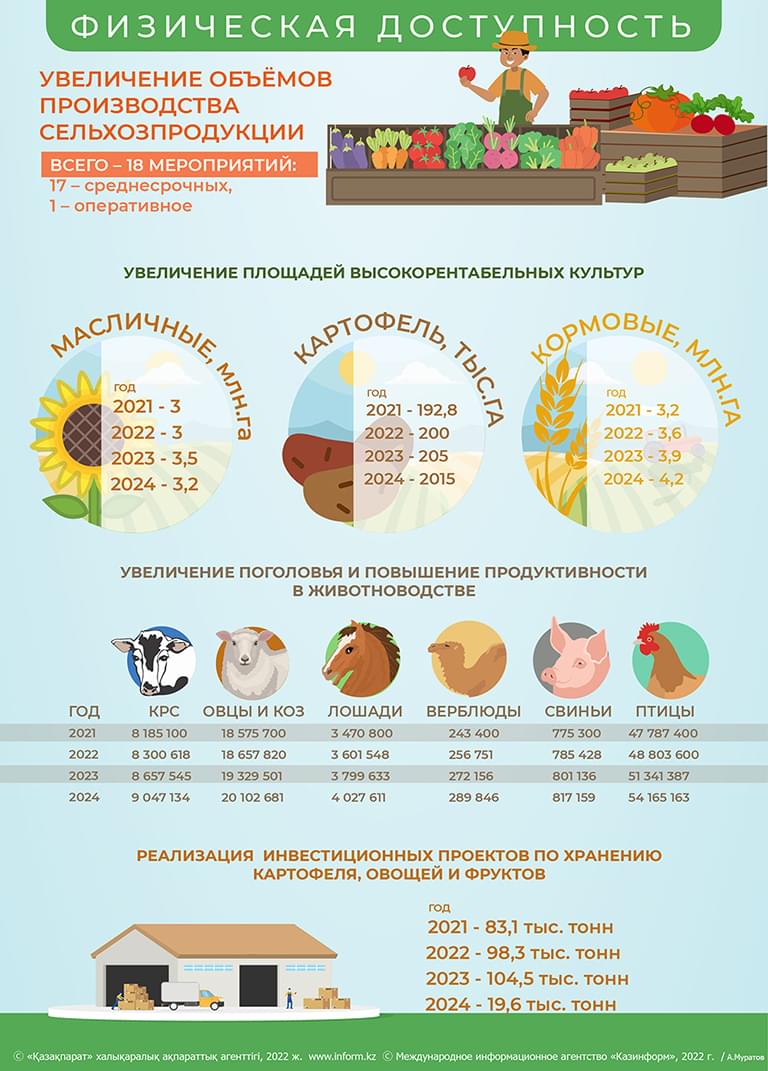 ФИЗИЧЕСКАЯ ДОСТУПНОСТЬ
УВЕЛИЧЕНИЕ ОБЪЁМОВ
ПРОИЗВОДСТВА
СЕЛЬХОЗПРОДУКЦИИ
ВСЕГО – 18 МЕРОПРИЯТИЙ:
17 – среднесрочных,
1 – оперативное
УВЕЛИЧЕНИЕ ПЛОЩАДЕЙ ВЫСОКОРЕНТАБЕЛЬНЫХ КУЛЬТУР
МАСЛИЧНЫЕ, МЛН.га
ГОД
2021 - 3
2022 - 3
2023 - 3,5
2024 - 3,2
КАРТОФЕЛЬ, ТЫС.ГА
ГОД
2021 - 192,8
2022 - 200
2023 - 205
2024 - 2015
КОРМОВЫЕ, МЛН.ГА
ГОД
2021 - 3,2
2022 - 3,6
2023 - 3,9
2024 - 4,2
УВЕЛИЧЕНИЕ ПОГОЛОВЬЯ И ПОВЫШЕНИЕ ПРОДУКТИВНОСТИ
В ЖИВОТНОВОДСТВЕ
ГОД КРС ОВЦЫ И КОЗ ЛОШАДИ ВЕРБЛЮДЫ СВИНЬИ ПТИЦЫ
2021 8 185 100 18 575 700 3 470 800 243 400 775 300 47 787 400
2022 8 300 618 18 657 820 3 601 548 256 751 785 428 48 803 600
2023 8 657 545 19 329 501 3 799 633 272 156 801 136 51 341 387
2024 9 047 134 20 102 681 4 027 611 289 846 817 159 54 165 163
РЕАЛИЗАЦИЯ ИНВЕСТИЦИОННЫХ ПРОЕКТОВ ПО ХРАНЕНИЮ
КАРТОФЕЛЯ, ОВОЩЕЙ И ФРУКТОВ
ГОД
2021 - 83,1 тыс. тонн
2022 - 98,3 тыс. тонн
2023 - 104,5 тыс. тонн
2024 - 19,6 тыс. тонн
© «Қазақпарат» халықаралық ақпараттық агенттігі, 2022 ж. www.inform.kz © Международное информационное агентство «Казинформ», 2022 г. / А.Муратов